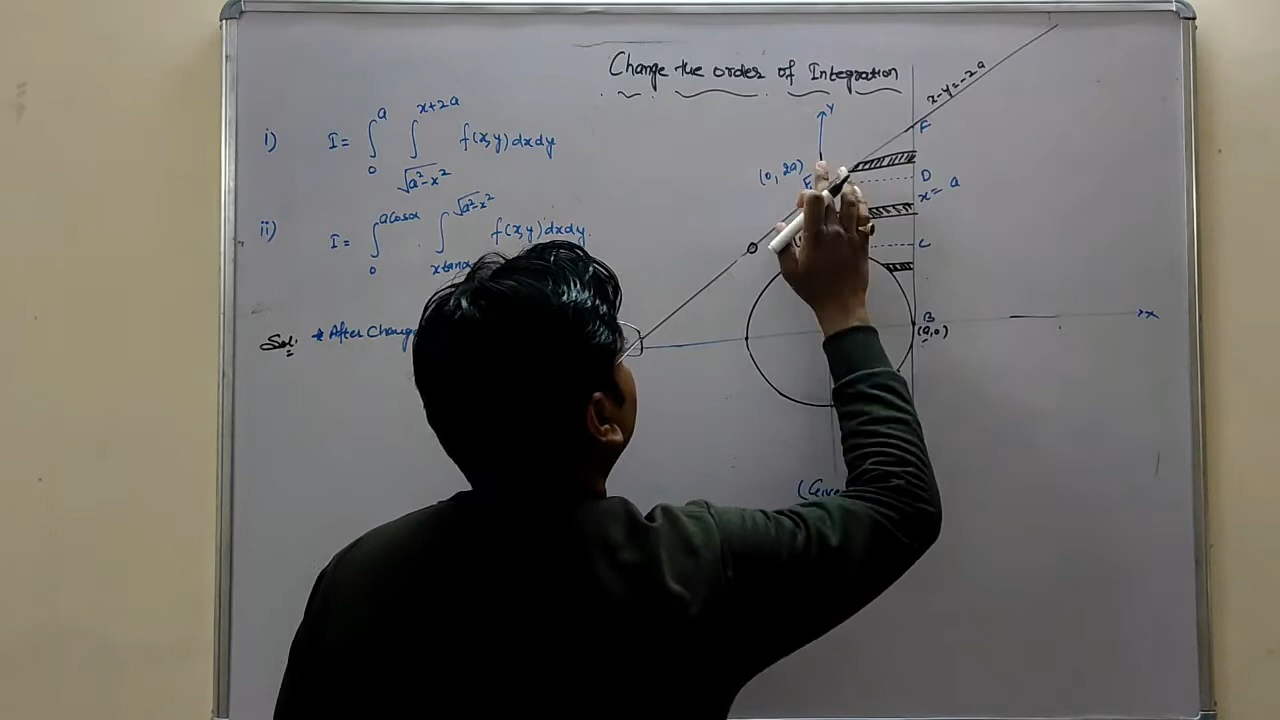 Change the order of Integration
i) I = ∫₀^a ∫_{√a²-x²}^{x+2a} f(x,y) dx dy
ii) I = ∫₀^{a cosα} ∫_{x tanα}^{√a²-x²} f(x,y) dx dy.
Sol: * After Change
Y
x-y=-2a
F
(0, 2a)
E
D
x = a
C
B
(a,0)
x
(Give